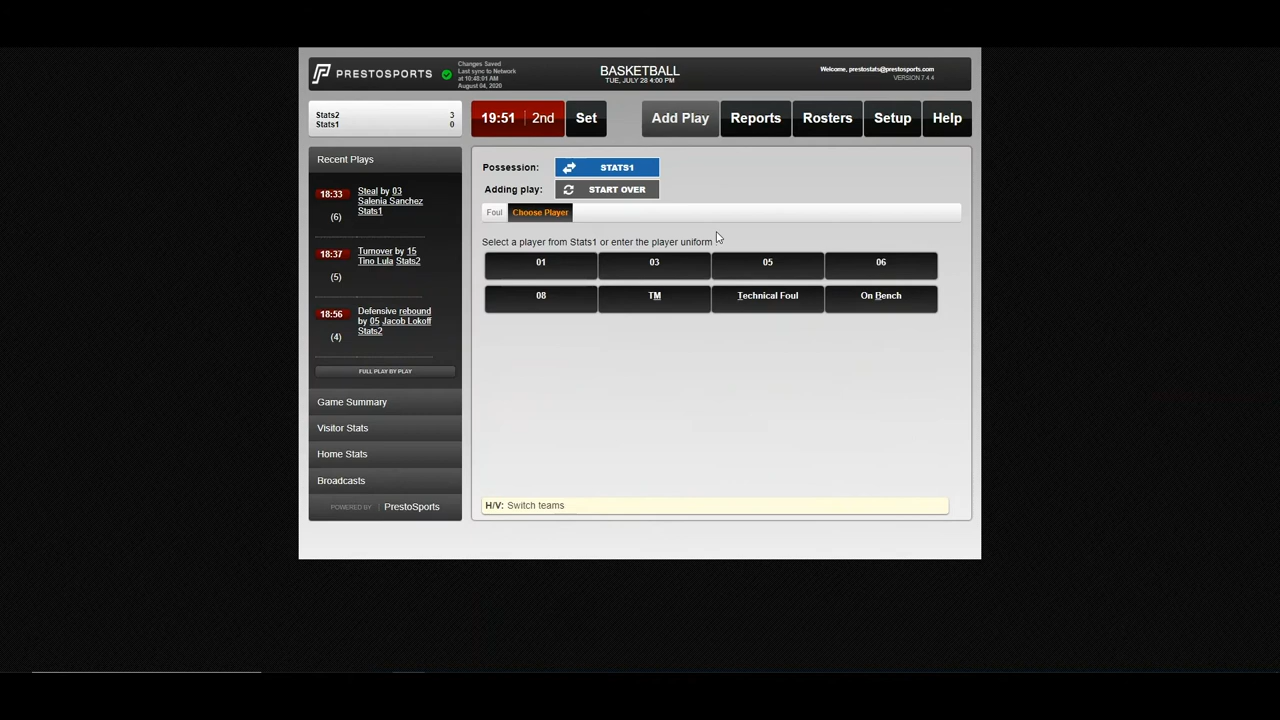 PRESTOSPORTS
Changes Saved
Last sync to Network
at 10:48:01 AM
August 04, 2020
BASKETBALL
TUE, JULY 28 4:00 PM
Welcome, prestostats@prestosports.com
VERSION 7.4.4
Stats2 3
Stats1 0
19:51 2nd Set
Add Play Reports Rosters Setup Help
Recent Plays
18:33 Steal by 03
Salenia Sanchez
Stats1
(6)
18:37 Turnover by 15
Tino Lula Stats2
(5)
18:56 Defensive rebound
by 05 Jacob Lokoff
Stats2
(4)
FULL PLAY BY PLAY
Game Summary
Visitor Stats
Home Stats
Broadcasts
POWERED BY | PrestoSports
Possession: STATS1
Adding play: START OVER
Foul Choose Player
Select a player from Stats1 or enter the player uniform
01 03 05 06
08 TM Technical Foul On Bench
H/V: Switch teams